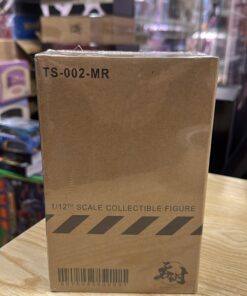 TS-002-MR
1/12TH SCALE COLLECTIBLE FIGURE